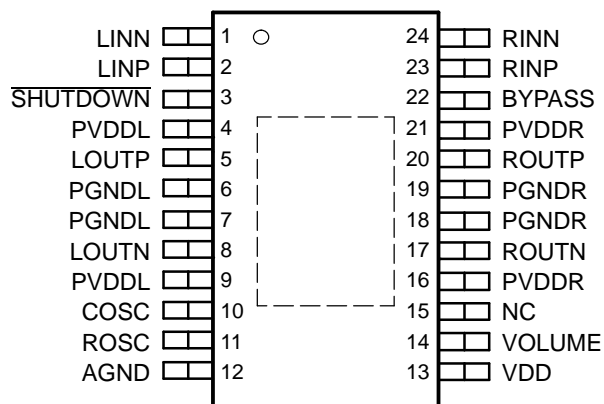 LINN 1 24 RINN
LINP 2 23 RINP
SHUTDOWN 3 22 BYPASS
PVDDL 4 21 PVDDR
LOUTP 5 20 ROUTP
PGNDL 6 19 PGNDR
PGNDL 7 18 PGNDR
LOUTN 8 17 ROUTN
PVDDL 9 16 PVDDR
COSC 10 15 NC
ROSC 11 14 VOLUME
AGND 12 13 VDD